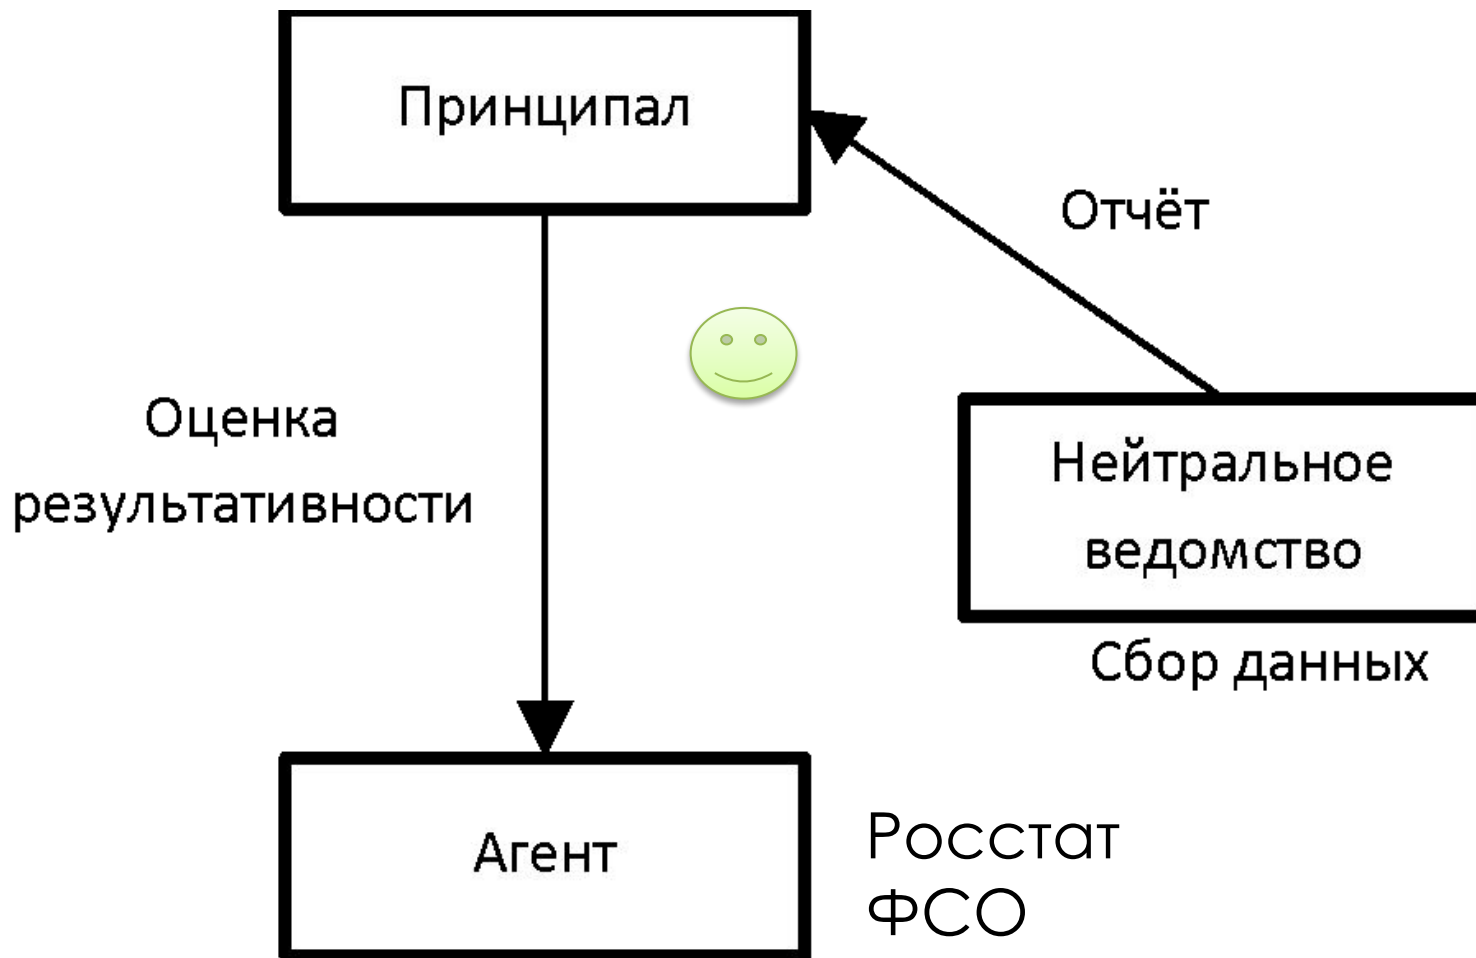 Принципал
Отчёт
Оценка
результативности
Нейтральное
ведомство
Сбор данных
Агент
Росстат
ФСО